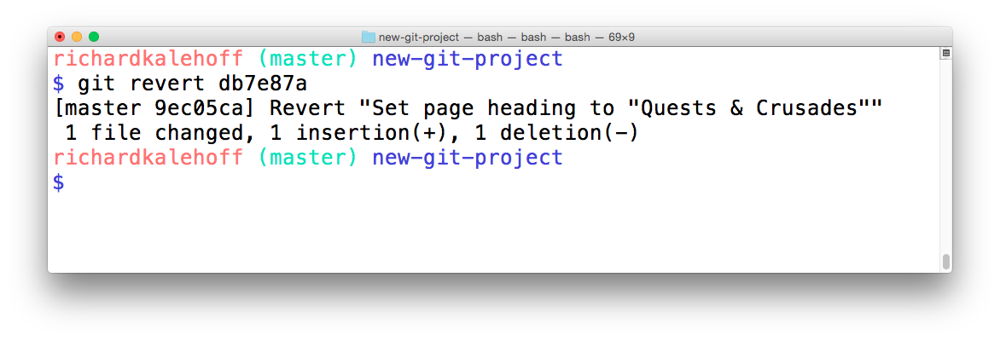 new-git-project — bash — bash — bash — 69×9
richardkalehoff (master) new-git-project
$ git revert db7e87a
[master 9ec05ca] Revert "Set page heading to "Quests & Crusades""
 1 file changed, 1 insertion(+), 1 deletion(-)
richardkalehoff (master) new-git-project
$